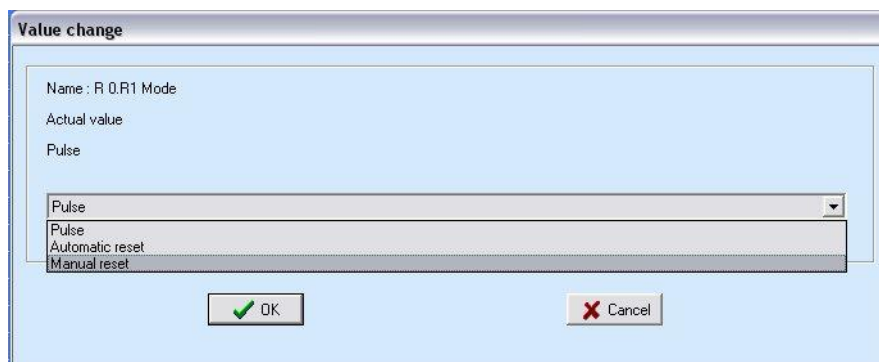 Value change
Name : R 0.R1 Mode
Actual value
Pulse
Pulse
Pulse
Automatic reset
Manual reset
OK
Cancel